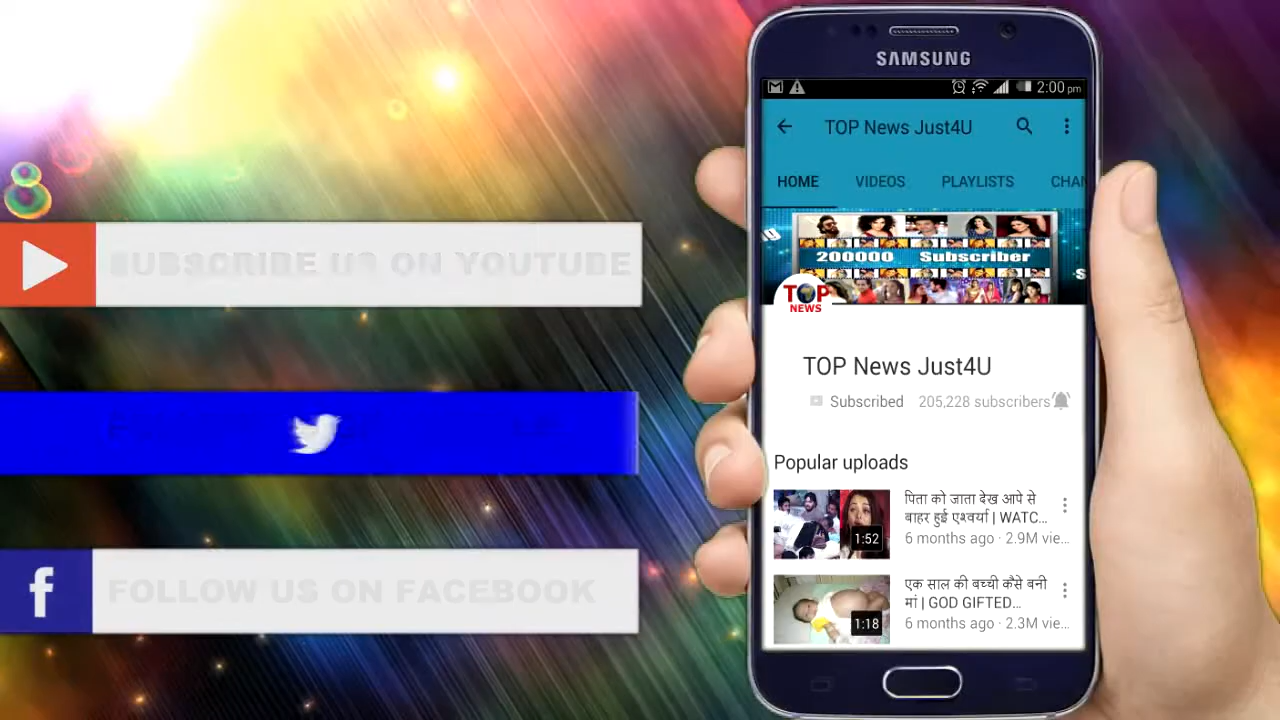 SUBSCRIBE US ON YOUTUBE
FOLLOW US ON FACEBOOK
SAMSUNG
2:00 pm
TOP News Just4U
HOME VIDEOS PLAYLISTS CHAN
200000 Subscriber
TOP
NEWS
TOP News Just4U
Subscribed 205,228 subscribers
Popular uploads
पिता को जाता देख आपे से
बाहर हुई एश्वर्या | WATC...
6 months ago · 2.9M vie...
1:52
एक साल की बच्ची कैसे बनी
मां | GOD GIFTED...
6 months ago · 2.3M vie...
1:18